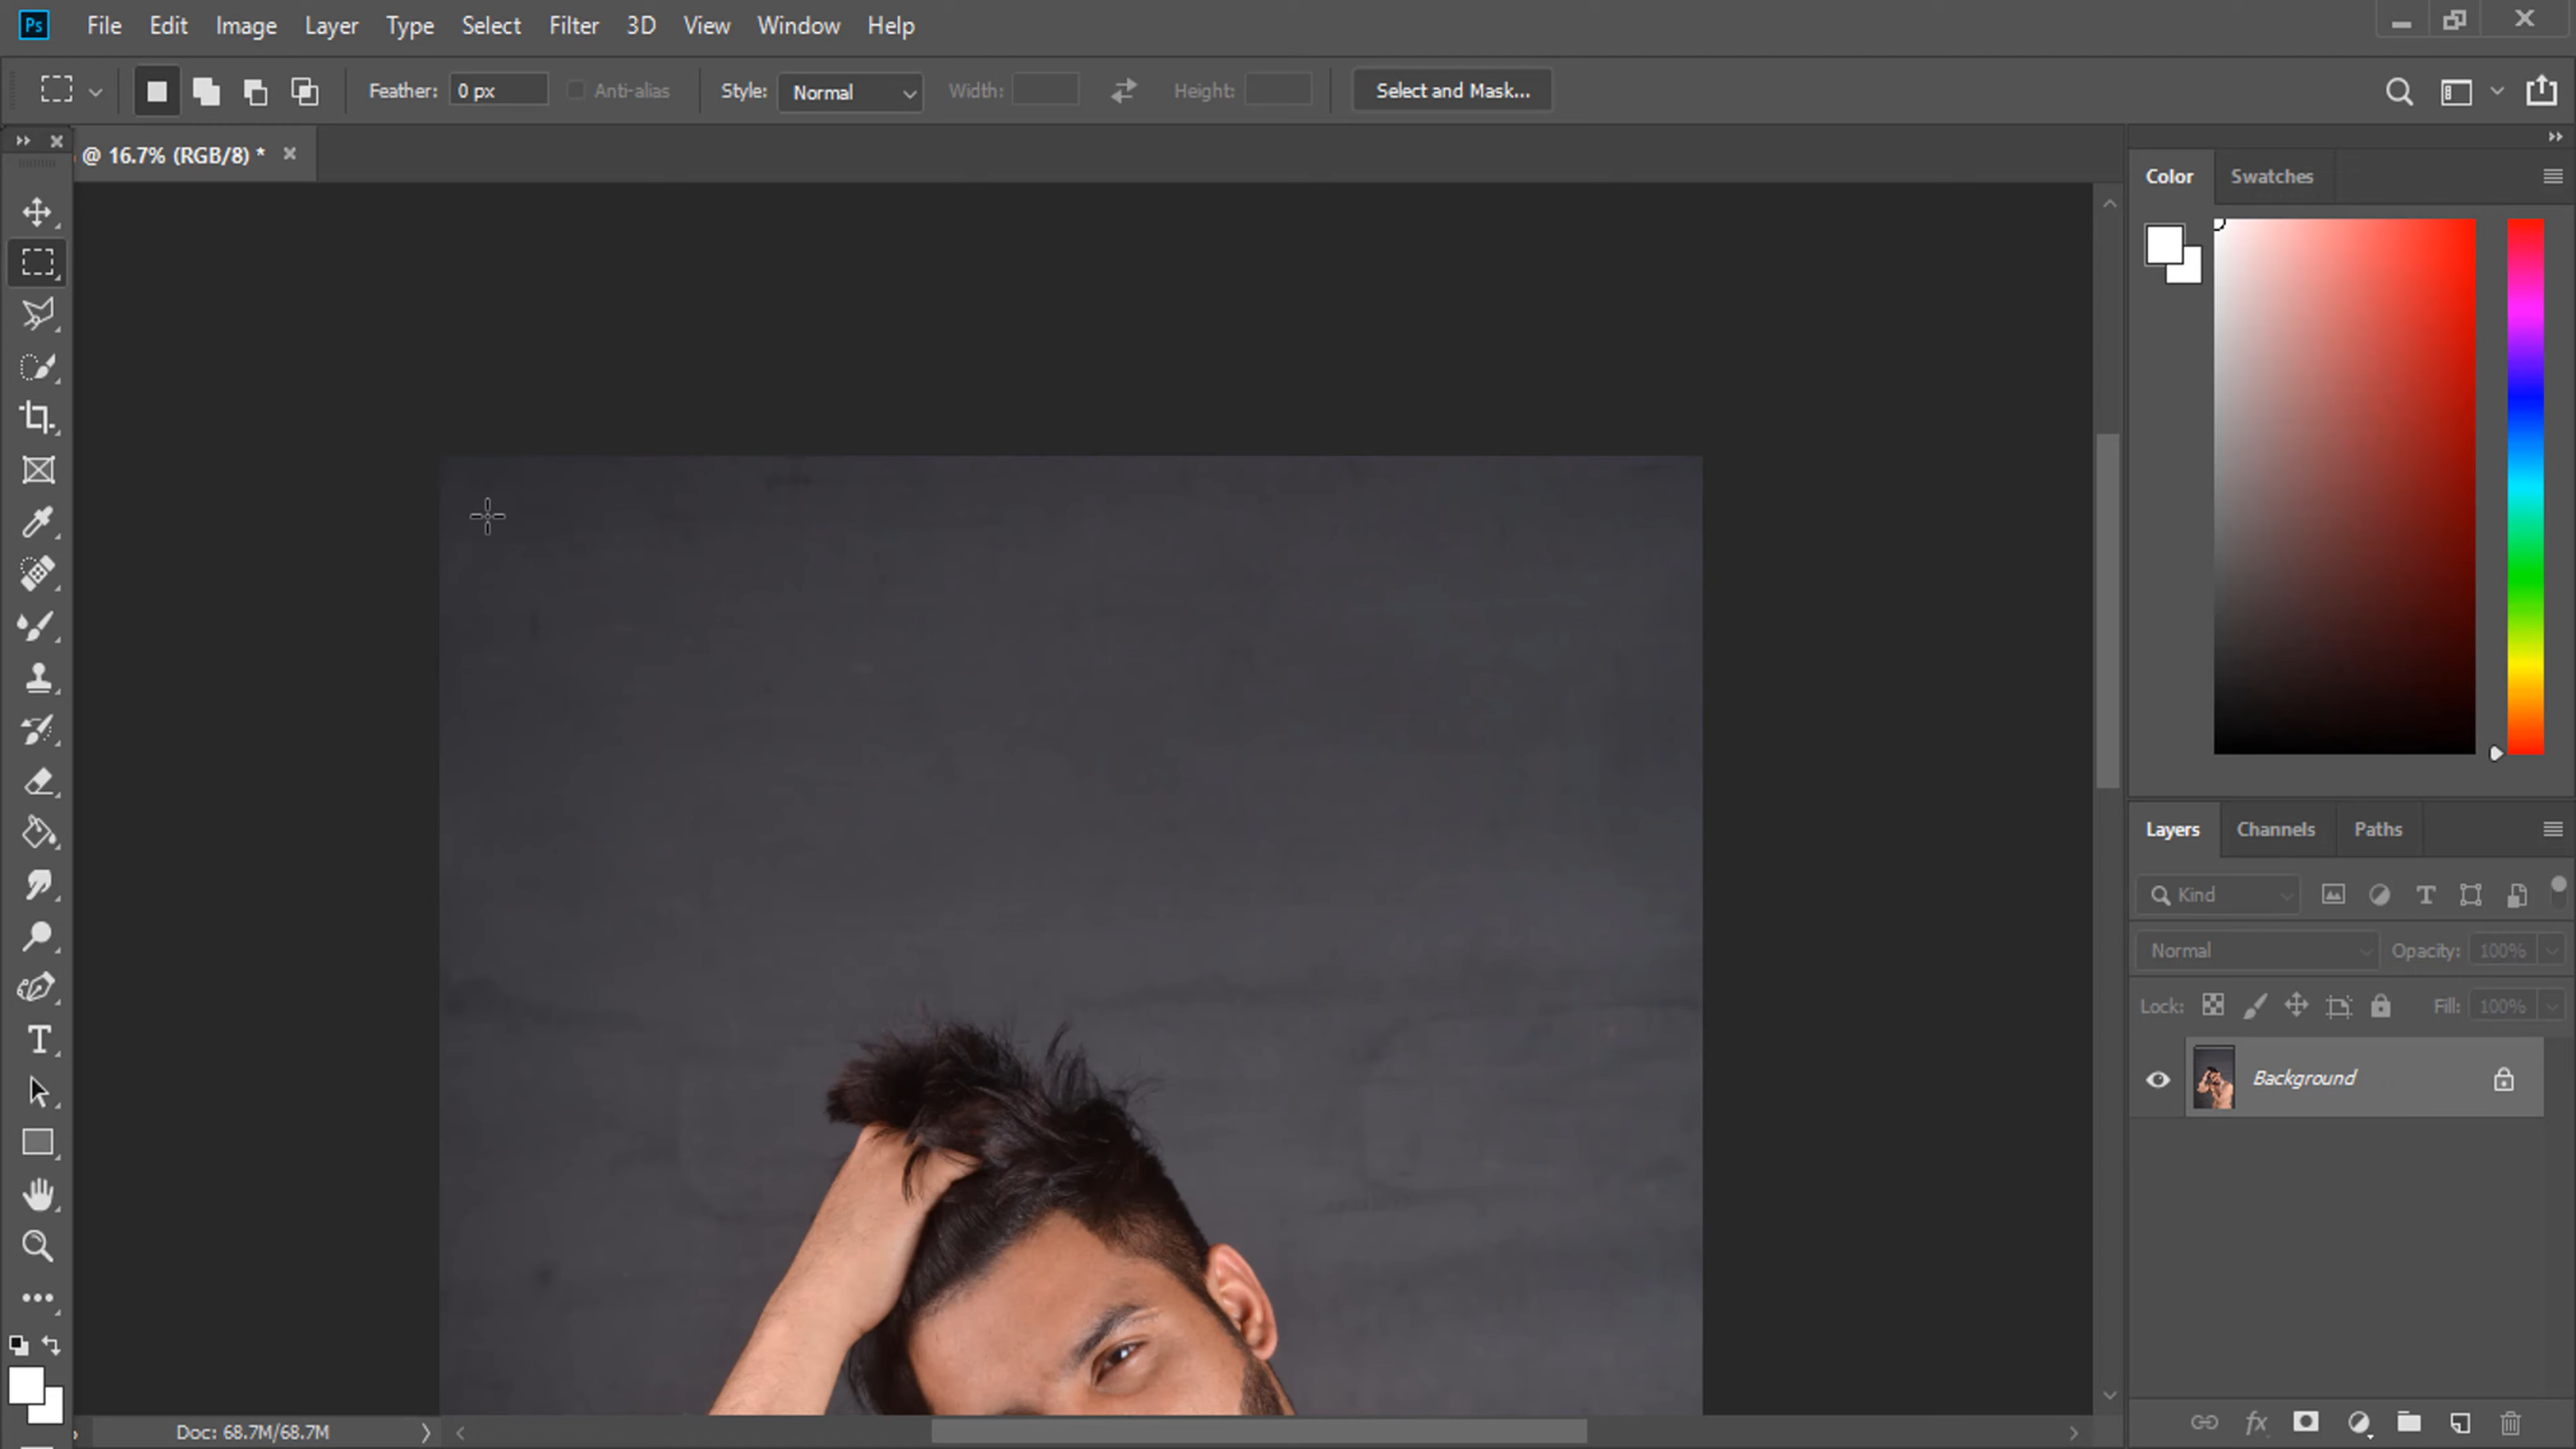 Ps File Edit Image Layer Type Select Filter 3D View Window Help
Feather: 0 px Anti-alias Style: Normal Width: Height: Select and Mask...
@ 16.7% (RGB/8) *
Color Swatches
Layers Channels Paths
Kind
Normal Opacity: 100%
Lock: Fill: 100%
Background
Doc: 68.7M/68.7M